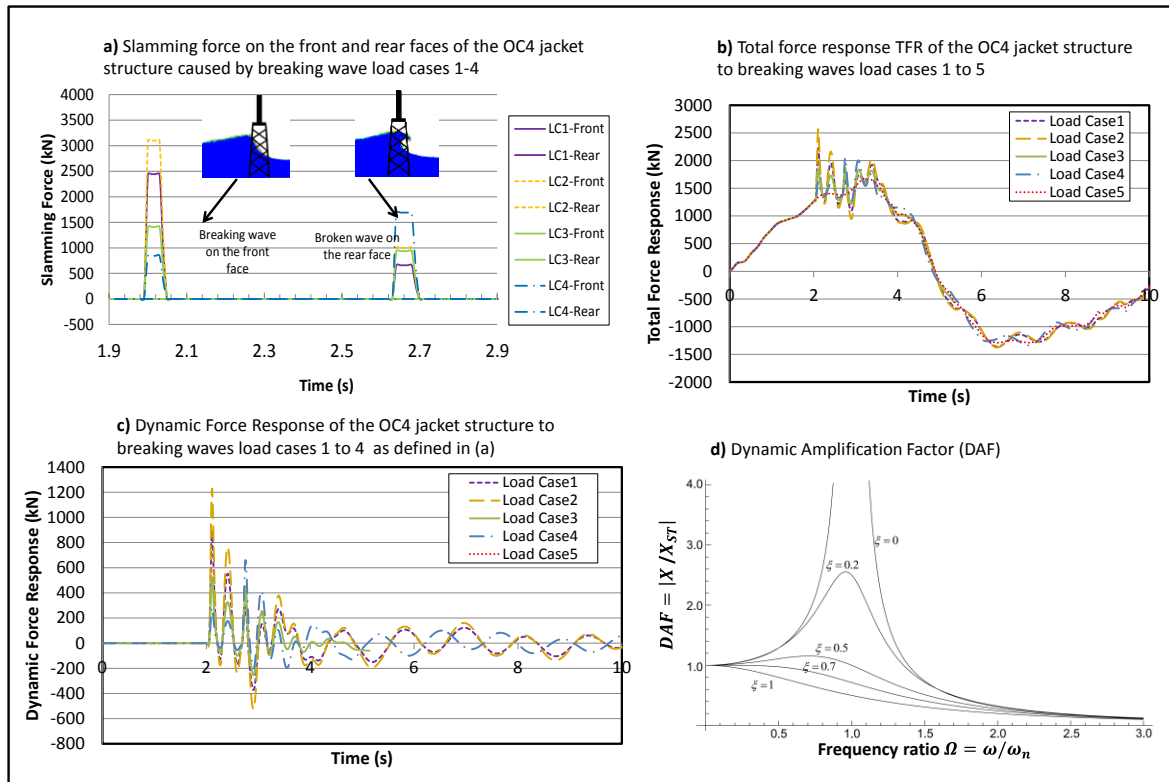 a) Slamming force on the front and rear faces of the OC4 jacket
structure caused by breaking wave load cases 1-4
4000
3500
3000
2500
2000
1500
1000
500
0
-500
Slamming Force (kN)
1.9
2.1
2.3
2.5
2.7
2.9
Time (s)
Breaking wave
on the front
face
Broken wave on
the rear face
LC1-Front
LC1-Rear
LC2-Front
LC2-Rear
LC3-Front
LC3-Rear
LC4-Front
LC4-Rear
b) Total force response TFR of the OC4 jacket structure
to breaking waves load cases 1 to 5
3000
2500
2000
1500
1000
500
0
-500
-1000
-1500
-2000
Total Force Response (kN)
0
2
4
6
8
10
Time (s)
Load Case1
Load Case2
Load Case3
Load Case4
Load Case5
c) Dynamic Force Response of the OC4 jacket structure to
breaking waves load cases 1 to 4 as defined in (a)
1400
1200
1000
800
600
400
200
0
-200
-400
-600
-800
Dynamic Force Response (kN)
0
2
4
6
8
10
Time (s)
Load Case1
Load Case2
Load Case3
Load Case4
Load Case5
d) Dynamic Amplification Factor (DAF)
4.0
3.0
2.0
1.0
DAF = |X /X_ST|
ξ = 0
ξ = 0.2
ξ = 0.5
ξ = 0.7
ξ = 1
1.0
2.0
3.0
Frequency ratio Ω = ω/ω_n